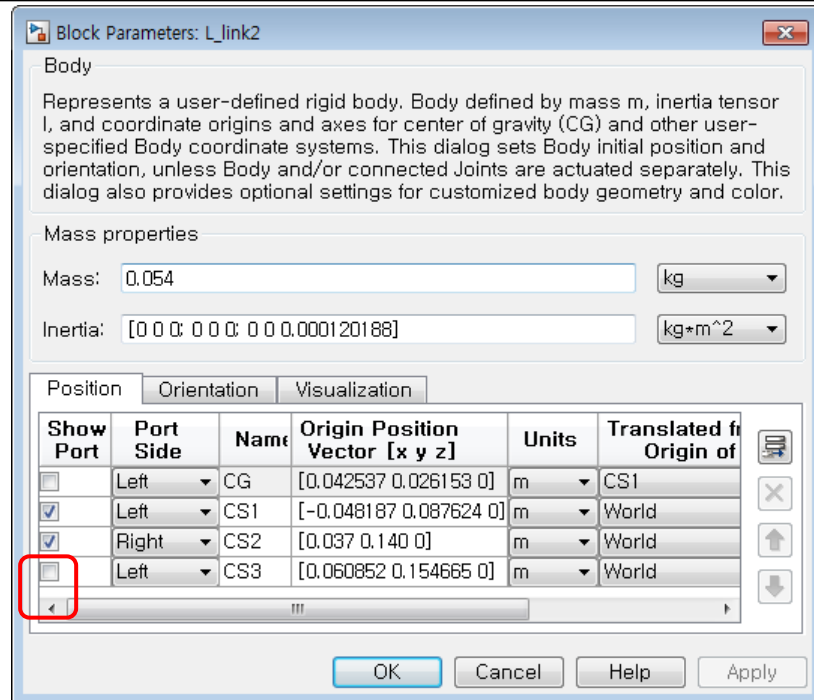 Block Parameters: L_link2
Body
Represents a user-defined rigid body. Body defined by mass m, inertia tensor
I, and coordinate origins and axes for center of gravity (CG) and other user-
specified Body coordinate systems. This dialog sets Body initial position and
orientation, unless Body and/or connected Joints are actuated separately. This
dialog also provides optional settings for customized body geometry and color.
Mass properties
Mass: 0.054 kg
Inertia: [0 0 0; 0 0 0; 0 0 0.000120188] kg*m^2
Position Orientation Visualization
Show Port Name Origin Position Units Translated fr
Port Side Vector [x y z] Origin of
Left CG [0.042537 0.026153 0] m CS1
Left CS1 [-0.048187 0.087624 0] m World
Right CS2 [0.037 0.140 0] m World
Left CS3 [0.060852 0.154665 0] m World
OK Cancel Help Apply